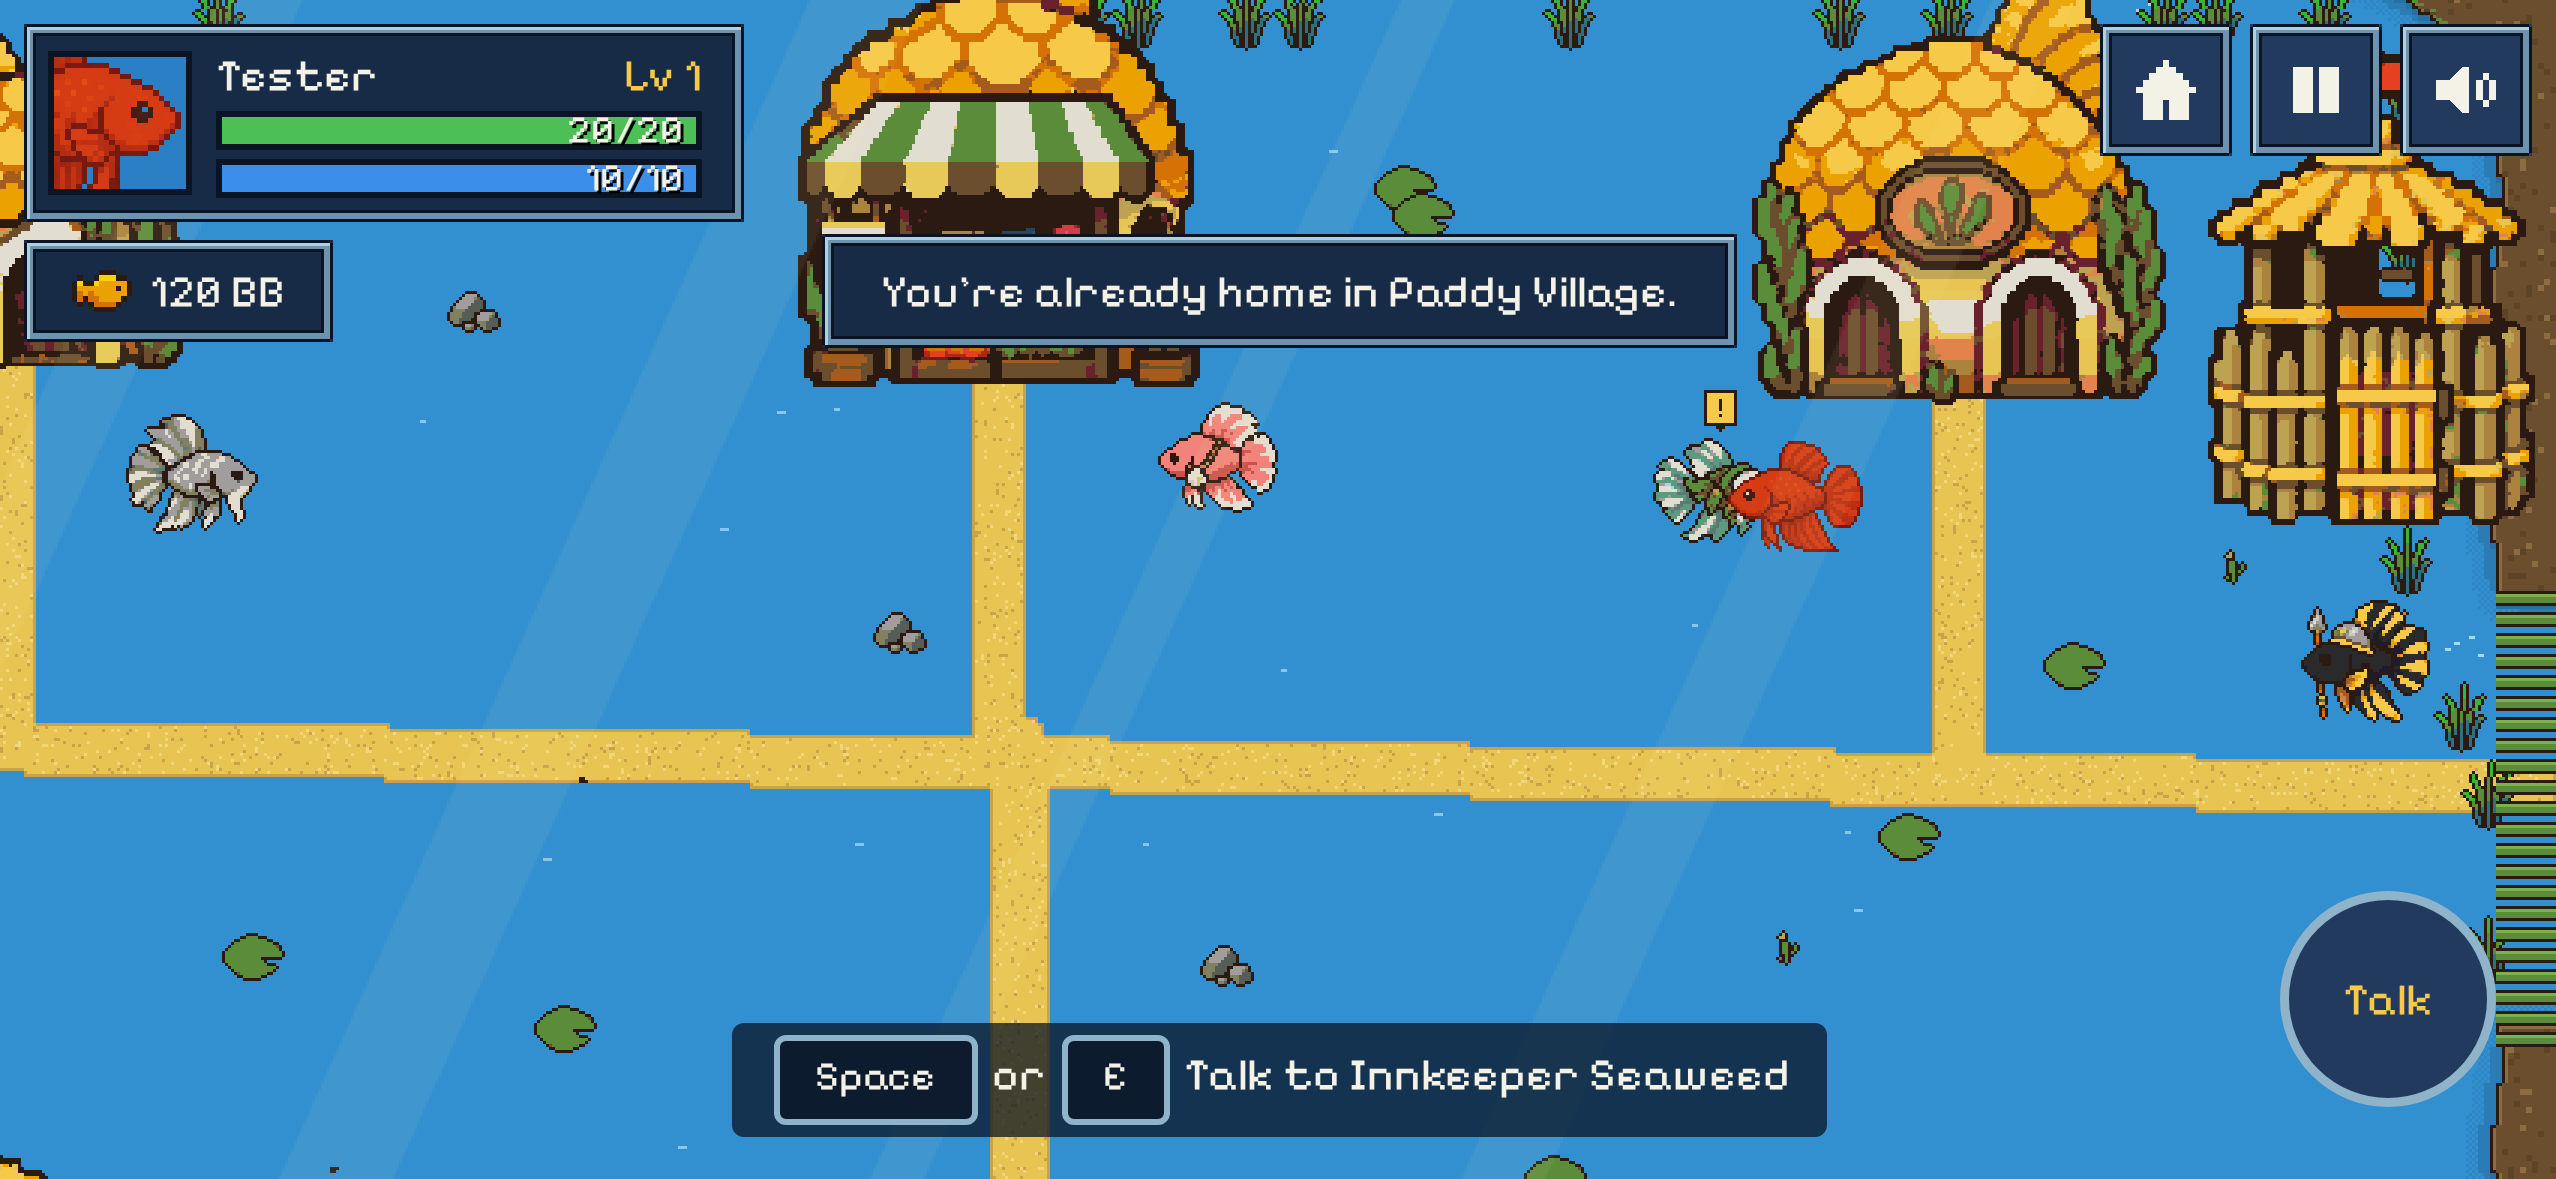 Tester
Lv 1
20/20
10/10
120 BB
You're already home in Paddy Village.
!
Space or E Talk to Innkeeper Seaweed
Talk